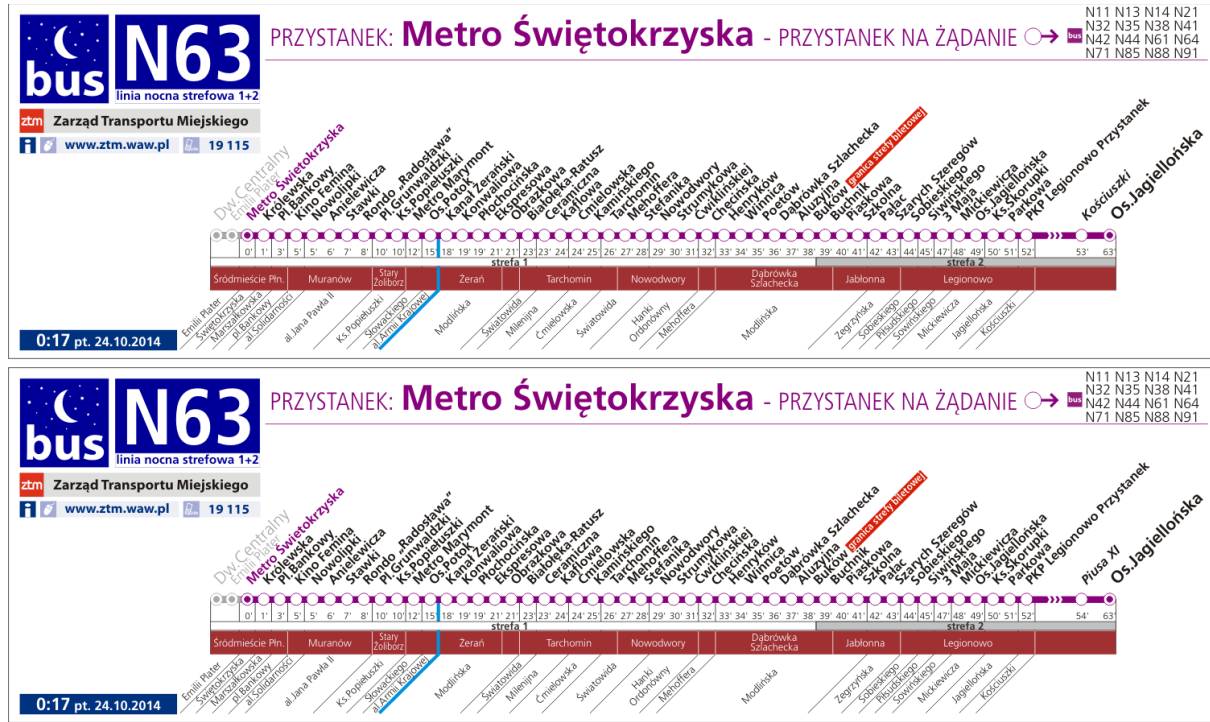 bus
N63
linia nocna strefowa 1+2
ztm Zarząd Transportu Miejskiego
i www.ztm.waw.pl 19 115
PRZYSTANEK: Metro Świętokrzyska - PRZYSTANEK NA ŻĄDANIE
bus
N11 N13 N14 N21
N32 N35 N38 N41
N42 N44 N61 N64
N71 N85 N88 N91
Dw.Centralny
Emilii Plater
Metro Świętokrzyska
Królewska
Pl.Bankowy
Kino Femina
Nowolipki
Anielewicza
Stawki
Rondo „Radosława”
Pl.Grunwaldzki
Ks.Popiełuszki
Metro Marymont
Os.Potok
Kanał Żerański
Konwaliowa
Płochocińska
Ekspresowa
Obrazkowa
Białołęka-Ratusz
Ceramiczna
Kaflowa
Ćmielowska
Kamińskiego
Tarchomin
Mehoffera
Stefanika
Nowodwory
Strumykowa
Ćwiklińskiej
Chęcińska
Henryków
Winnica
Poetów
Dąbrówka Szlachecka
Aluzyjna
Buków
granica strefy biletowej
Buchnik
Piaskowa
Szkolna
Pałac
Szarych Szeregów
Sobieskiego
Siwińskiego
3 Maja
Mickiewicza
Os.Jagiellońska
Ks.Skorupki
Parkowa
PKP Legionowo Przystanek
Kościuszki
Os.Jagiellońska
0' 1' 3' 5' 5' 6' 7' 8' 10' 10' 12' 15' 18' 19' 19' 21' 21' 23' 23' 24' 24' 25' 26' 27' 28' 30' 30' 31' 32' 33' 34' 35' 36' 37' 38' 39' 40' 41' 42' 43' 44' 45' 46' 47' 48' 49' 50' 51' 52' 53' 63'
strefa 1 strefa 2
Śródmieście Płn. Muranów Stary Żoliborz Żerań Tarchomin Nowodwory Dąbrówka Szlachecka Jabłonna Legionowo
Emilii Plater
Świętokrzyska
Marszałkowska
pl.Bankowy
al.Solidarności
al.Jana Pawła II
Ks.Popiełuszki
Słowackiego
al.Armii Krajowej
Modlińska
Światowida
Milenijna
Ćmielowska
Światowida
Hanki Ordonówny
Mehoffera
Modlińska
Zegrzyńska
Sobieskiego
Piłsudskiego
Sowińskiego
Mickiewicza
Jagiellońska
Kościuszki
0:17 pt. 24.10.2014
bus
N63
linia nocna strefowa 1+2
ztm Zarząd Transportu Miejskiego
i www.ztm.waw.pl 19 115
PRZYSTANEK: Metro Świętokrzyska - PRZYSTANEK NA ŻĄDANIE
bus
N11 N13 N14 N21
N32 N35 N38 N41
N42 N44 N61 N64
N71 N85 N88 N91
Dw.Centralny
Emilii Plater
Metro Świętokrzyska
Królewska
Pl.Bankowy
Kino Femina
Nowolipki
Anielewicza
Stawki
Rondo „Radosława”
Pl.Grunwaldzki
Ks.Popiełuszki
Metro Marymont
Os.Potok
Kanał Żerański
Konwaliowa
Płochocińska
Ekspresowa
Obrazkowa
Białołęka-Ratusz
Ceramiczna
Kaflowa
Ćmielowska
Kamińskiego
Tarchomin
Mehoffera
Stefanika
Nowodwory
Strumykowa
Ćwiklińskiej
Chęcińska
Henryków
Winnica
Poetów
Dąbrówka Szlachecka
Aluzyjna
Buków
granica strefy biletowej
Buchnik
Piaskowa
Szkolna
Pałac
Szarych Szeregów
Sobieskiego
Siwińskiego
3 Maja
Mickiewicza
Os.Jagiellońska
Ks.Skorupki
Parkowa
PKP Legionowo Przystanek
Piusa XI
Os.Jagiellońska
0' 1' 3' 5' 5' 6' 7' 8' 10' 10' 12' 15' 18' 19' 19' 21' 21' 23' 23' 24' 24' 25' 26' 27' 28' 30' 30' 31' 32' 33' 34' 35' 36' 37' 38' 39' 40' 41' 42' 43' 44' 45' 46' 47' 48' 49' 50' 51' 52' 54' 63'
strefa 1 strefa 2
Śródmieście Płn. Muranów Stary Żoliborz Żerań Tarchomin Nowodwory Dąbrówka Szlachecka Jabłonna Legionowo
Emilii Plater
Świętokrzyska
Marszałkowska
pl.Bankowy
al.Solidarności
al.Jana Pawła II
Ks.Popiełuszki
Słowackiego
al.Armii Krajowej
Modlińska
Światowida
Milenijna
Ćmielowska
Światowida
Hanki Ordonówny
Mehoffera
Modlińska
Zegrzyńska
Sobieskiego
Piłsudskiego
Sowińskiego
Mickiewicza
Jagiellońska
Kościuszki
0:17 pt. 24.10.2014